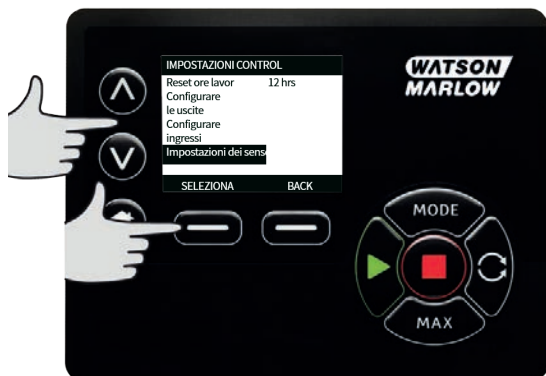 IMPOSTAZIONI CONTROL
Reset ore lavor 12 hrs
Configurare
le uscite
Configurare
ingressi
Impostazioni dei sens
SELEZIONA BACK
WATSON
MARLOW
MODE
MAX